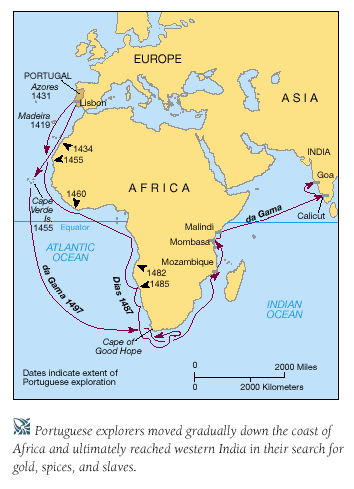 EUROPE
PORTUGAL
Azores
1431
Lisbon
ASIA
Madeira
1419
1434
1455
INDIA
Goa
AFRICA
1460
Cape
Verde
Is.
1455
Equator
da Gama
Calicut
Malindi
Mombasa
ATLANTIC
OCEAN
Mozambique
1482
1485
da Gama 1497
Dias 1487
INDIAN
OCEAN
Cape of
Good Hope
0 2000 Miles
0 2000 Kilometers
Dates indicate extent of
Portuguese exploration
Portuguese explorers moved gradually down the coast of
Africa and ultimately reached western India in their search for
gold, spices, and slaves.